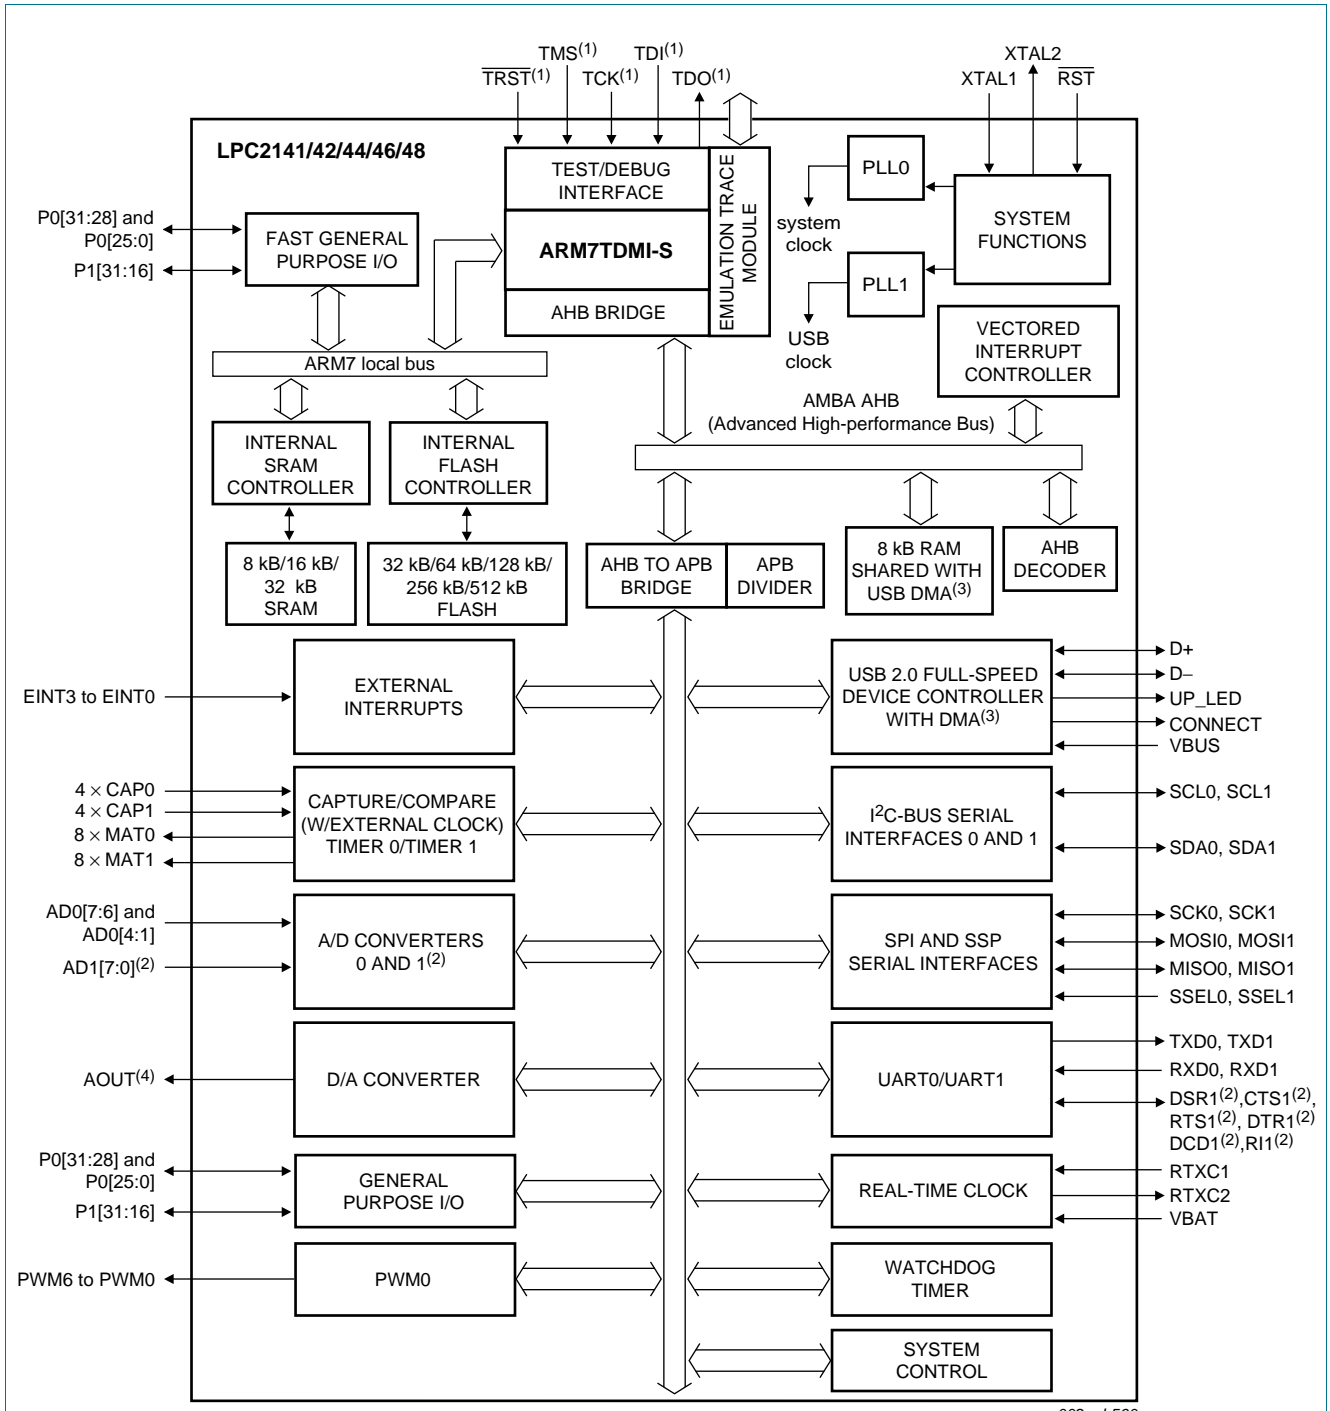 TMS(1)
TDI(1)
XTAL2
TRST(1)
TCK(1)
TDO(1)
XTAL1
RST
LPC2141/42/44/46/48
TEST/DEBUG
INTERFACE
ARM7TDMI-S
AHB BRIDGE
EMULATION TRACE
MODULE
PLL0
system
clock
PLL1
USB
clock
SYSTEM
FUNCTIONS
P0[31:28] and
P0[25:0]
P1[31:16]
FAST GENERAL
PURPOSE I/O
VECTORED
INTERRUPT
CONTROLLER
ARM7 local bus
AMBA AHB
(Advanced High-performance Bus)
INTERNAL
SRAM
CONTROLLER
INTERNAL
FLASH
CONTROLLER
8 kB/16 kB/
32 kB
SRAM
32 kB/64 kB/128 kB/
256 kB/512 kB
FLASH
AHB TO APB
BRIDGE
APB
DIVIDER
8 kB RAM
SHARED WITH
USB DMA(3)
AHB
DECODER
EINT3 to EINT0
EXTERNAL
INTERRUPTS
USB 2.0 FULL-SPEED
DEVICE CONTROLLER
WITH DMA(3)
D+
D−
UP_LED
CONNECT
VBUS
4 × CAP0
4 × CAP1
8 × MAT0
8 × MAT1
CAPTURE/COMPARE
(W/EXTERNAL CLOCK)
TIMER 0/TIMER 1
I2C-BUS SERIAL
INTERFACES 0 AND 1
SCL0, SCL1
SDA0, SDA1
AD0[7:6] and
AD0[4:1]
AD1[7:0](2)
A/D CONVERTERS
0 AND 1(2)
SPI AND SSP
SERIAL INTERFACES
SCK0, SCK1
MOSI0, MOSI1
MISO0, MISO1
SSEL0, SSEL1
AOUT(4)
D/A CONVERTER
UART0/UART1
TXD0, TXD1
RXD0, RXD1
DSR1(2),CTS1(2),
RTS1(2), DTR1(2)
DCD1(2),RI1(2)
P0[31:28] and
P0[25:0]
P1[31:16]
GENERAL
PURPOSE I/O
REAL-TIME CLOCK
RTXC1
RTXC2
VBAT
PWM6 to PWM0
PWM0
WATCHDOG
TIMER
SYSTEM
CONTROL